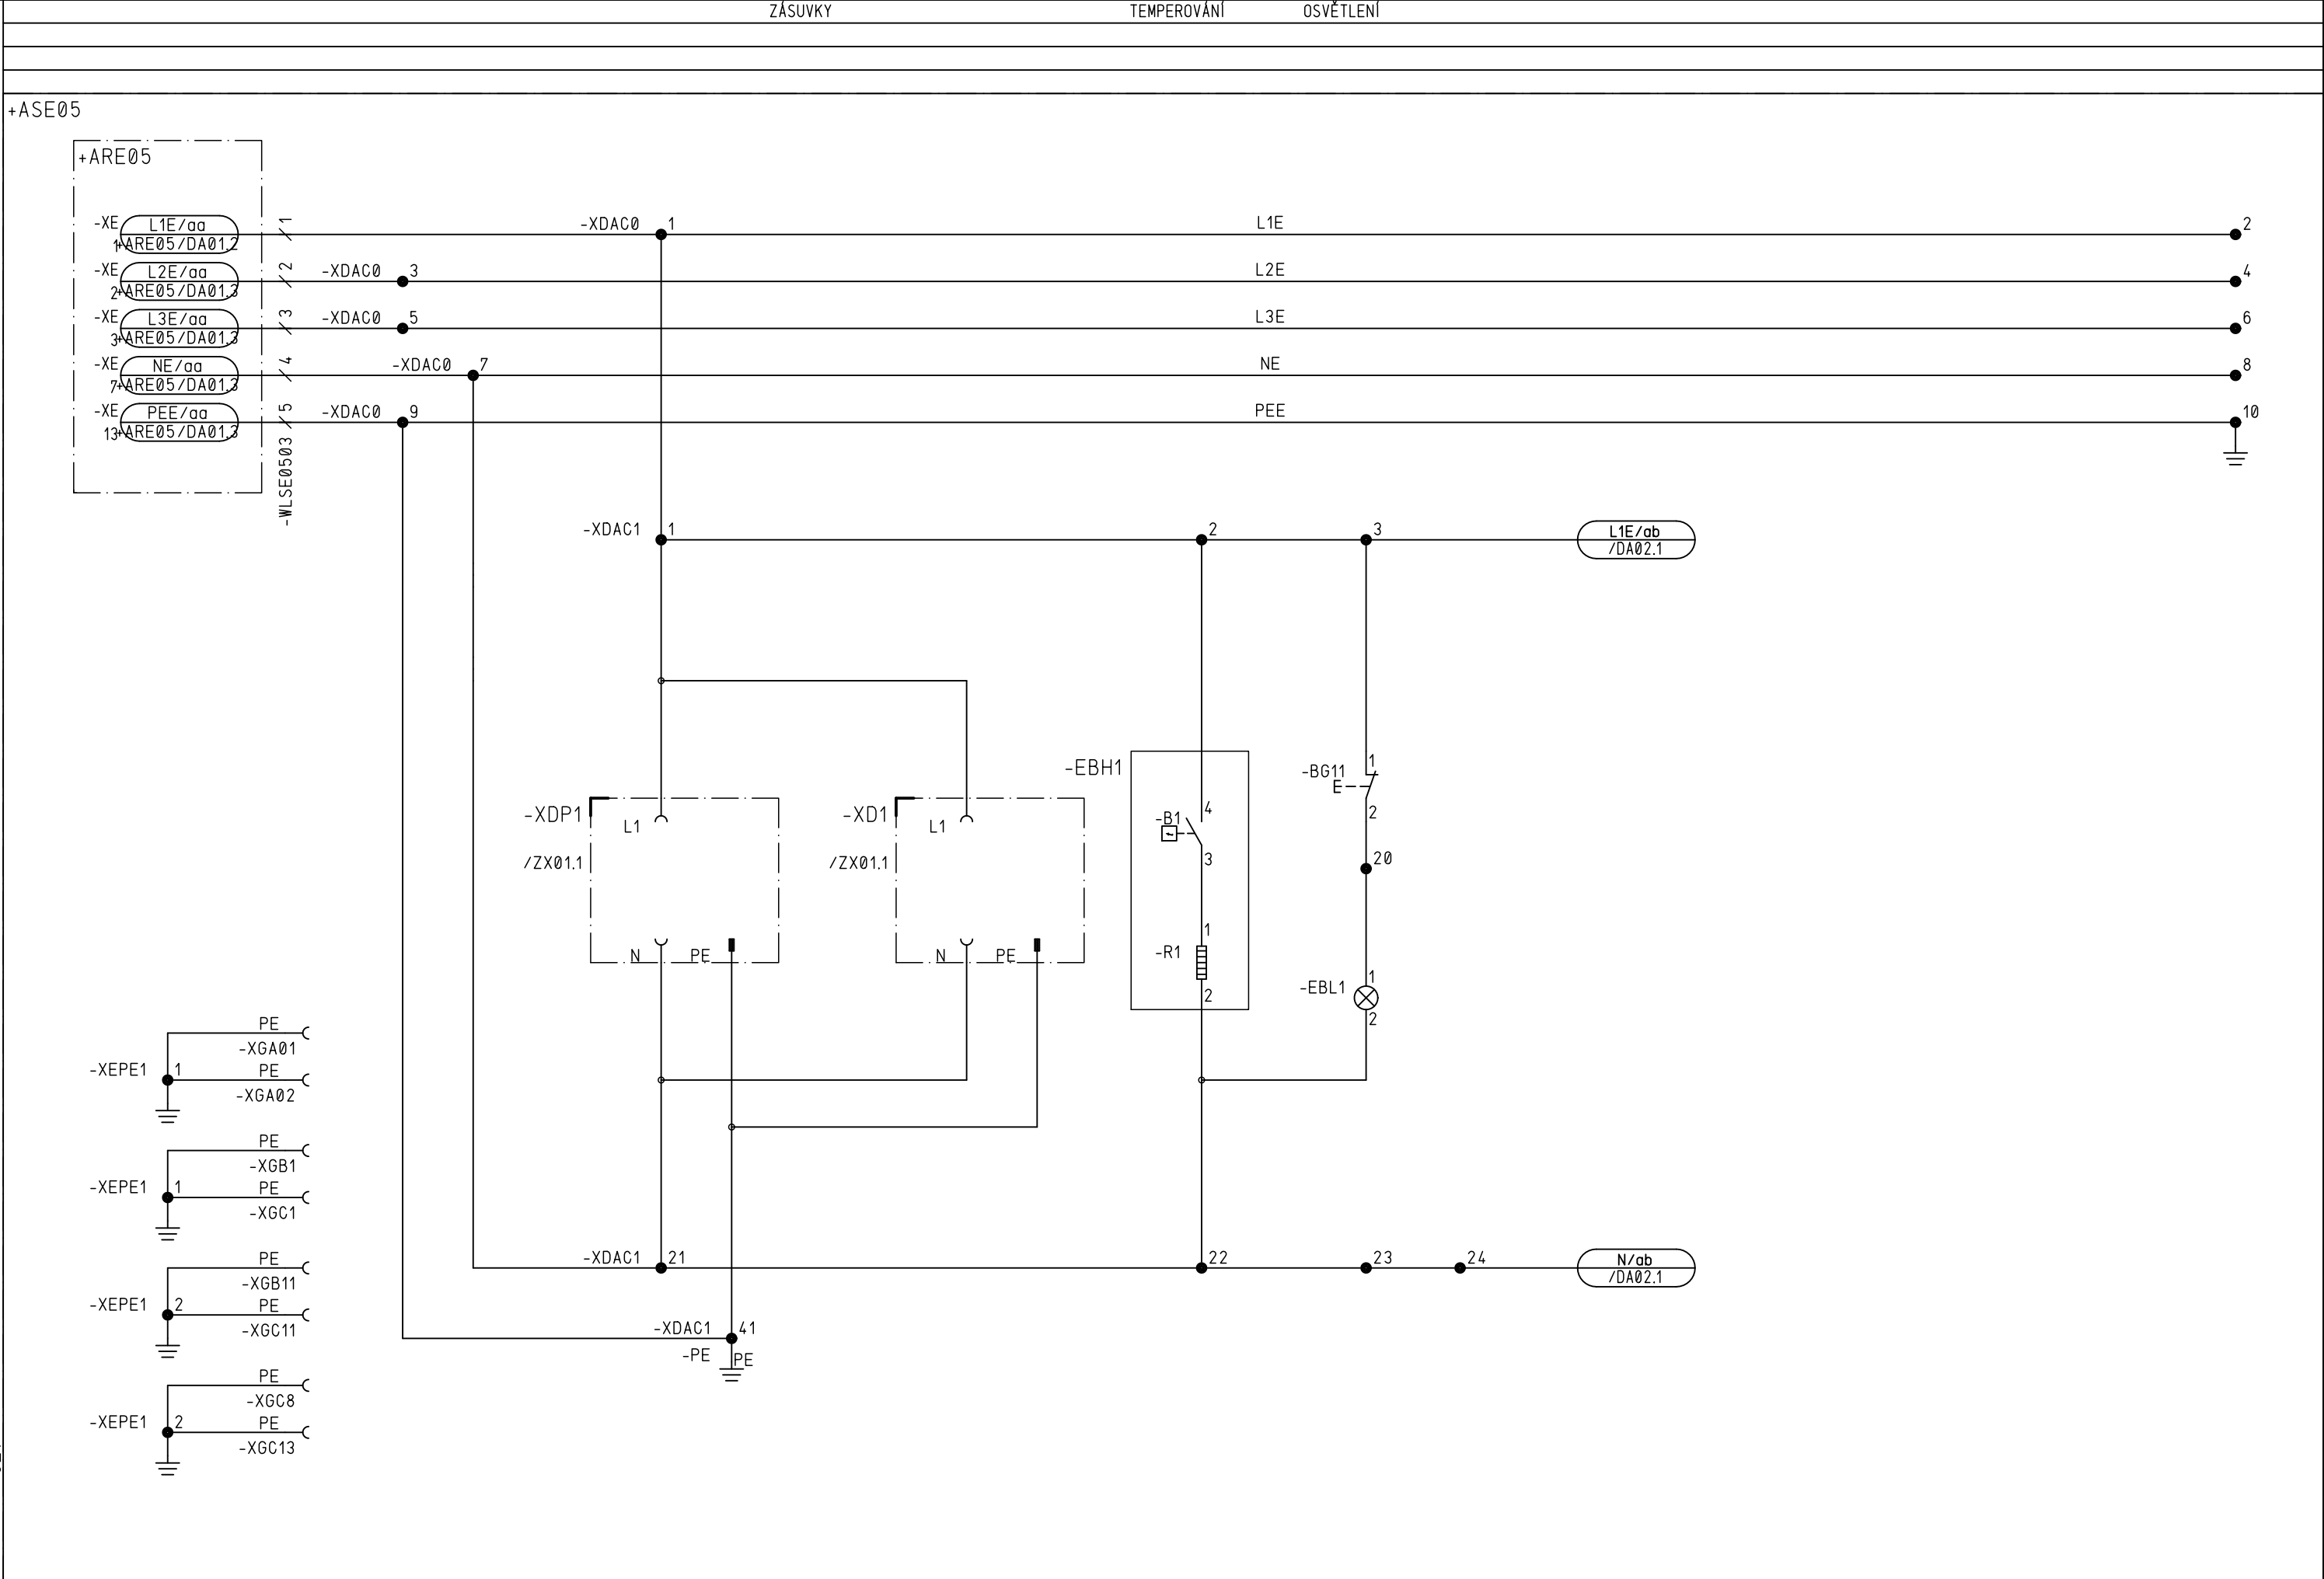 ZÁSUVKY TEMPEROVÁNÍ OSVĚTLENÍ
+ASE05
+ARE05
-XE L1E/aa 1 -XDAC0 1 L1E 2
1 +ARE05/DA01.2
-XE L2E/aa 2 -XDAC0 3 L2E 4
2 +ARE05/DA01.3
-XE L3E/aa 3 -XDAC0 5 L3E 6
3 +ARE05/DA01.3
-XE NE/aa 4 -XDAC0 7 NE 8
7 +ARE05/DA01.3
-XE PEE/aa 5 -XDAC0 9 PEE 10
13 +ARE05/DA01.3
-WLSE0503
-XDAC1 1 2 3 L1E/ab
/DA02.1
-EBH1 -BG11 1
E
2
-XDP1 L1 -XD1 L1 -B1 4
3
/ZX01.1 /ZX01.1 20
N PE N PE -R1 1
2
-EBL1 1
2
PE
-XGA01
-XEPE1 1 PE
-XGA02
PE
-XGB1
-XEPE1 1 PE
-XGC1
-XDAC1 21 22 23 24 N/ab
/DA02.1
PE
-XGB11
-XEPE1 2 PE
-XGC11
-XDAC1 41
-PE PE
PE
-XGC8
-XEPE1 2 PE
-XGC13